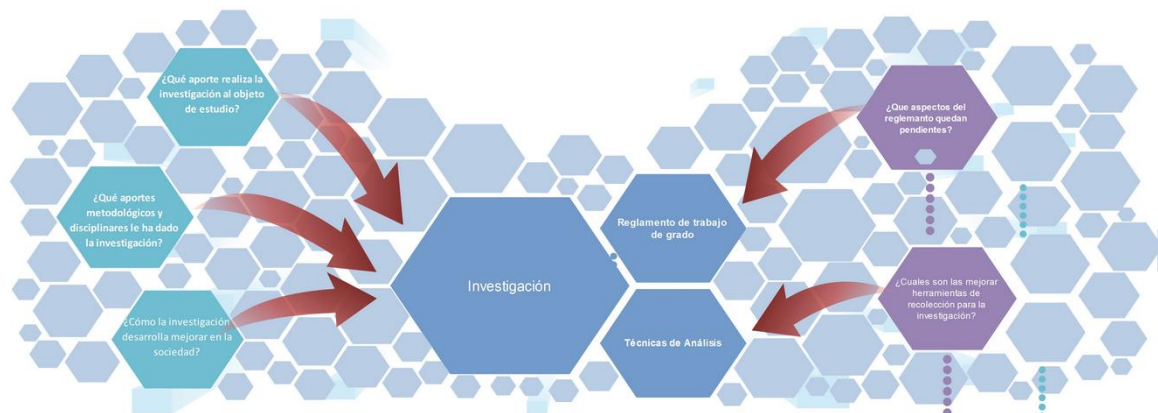 ¿Qué aporte realiza la
investigación al objeto
de estudio?
¿Qué aportes
metodológicos y
disciplinares le ha dado
la investigación?
¿Cómo la investigación
desarrolla mejorar en la
sociedad?
Investigación
Reglamento de trabajo
de grado
Técnicas de Análisis
¿Que aspectos del
reglemanto quedan
pendientes?
¿Cuales son las mejorar
herramientas de
recolección para la
investigación?